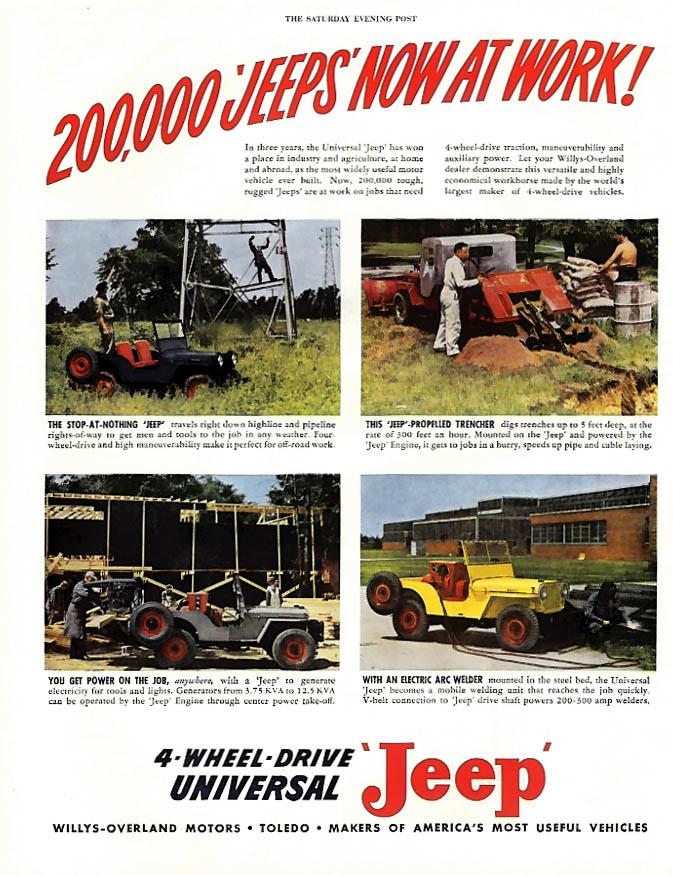 THE SATURDAY EVENING POST
200,000 'JEEPS' NOW AT WORK!
In three years, the Universal 'Jeep' has won
a place in industry and agriculture, at home
and abroad, as the most widely useful motor
vehicle ever built. Now, 200,000 tough,
rugged 'Jeeps' are at work on jobs that need
4-wheel-drive traction, maneuverability and
auxiliary power. Let your Willys-Overland
dealer demonstrate this versatile and highly
economical workhorse made by the world's
largest maker of 4-wheel-drive vehicles.
THE STOP-AT-NOTHING 'JEEP' travels right down highline and pipeline
rights-of-way to get men and tools to the job in any weather. Four-
wheel-drive and high maneuverability make it perfect for off-road work.
THIS 'JEEP'-PROPELLED TRENCHER digs trenches up to 5 feet deep, at the
rate of 500 feet an hour. Mounted on the 'Jeep' and powered by the
'Jeep' Engine, it gets to jobs in a hurry, speeds up pipe and cable laying.
YOU GET POWER ON THE JOB, anywhere, with a 'Jeep' to generate
electricity for tools and lights. Generators from 3.75 KVA to 12.5 KVA
can be operated by the 'Jeep' Engine through center power take-off.
WITH AN ELECTRIC ARC WELDER mounted in the steel bed, the Universal
'Jeep' becomes a mobile welding unit that reaches the job quickly.
V-belt connection to 'Jeep' drive shaft powers 200-300 amp welders.
4-WHEEL-DRIVE
UNIVERSAL 'Jeep'
WILLYS-OVERLAND MOTORS • TOLEDO • MAKERS OF AMERICA'S MOST USEFUL VEHICLES